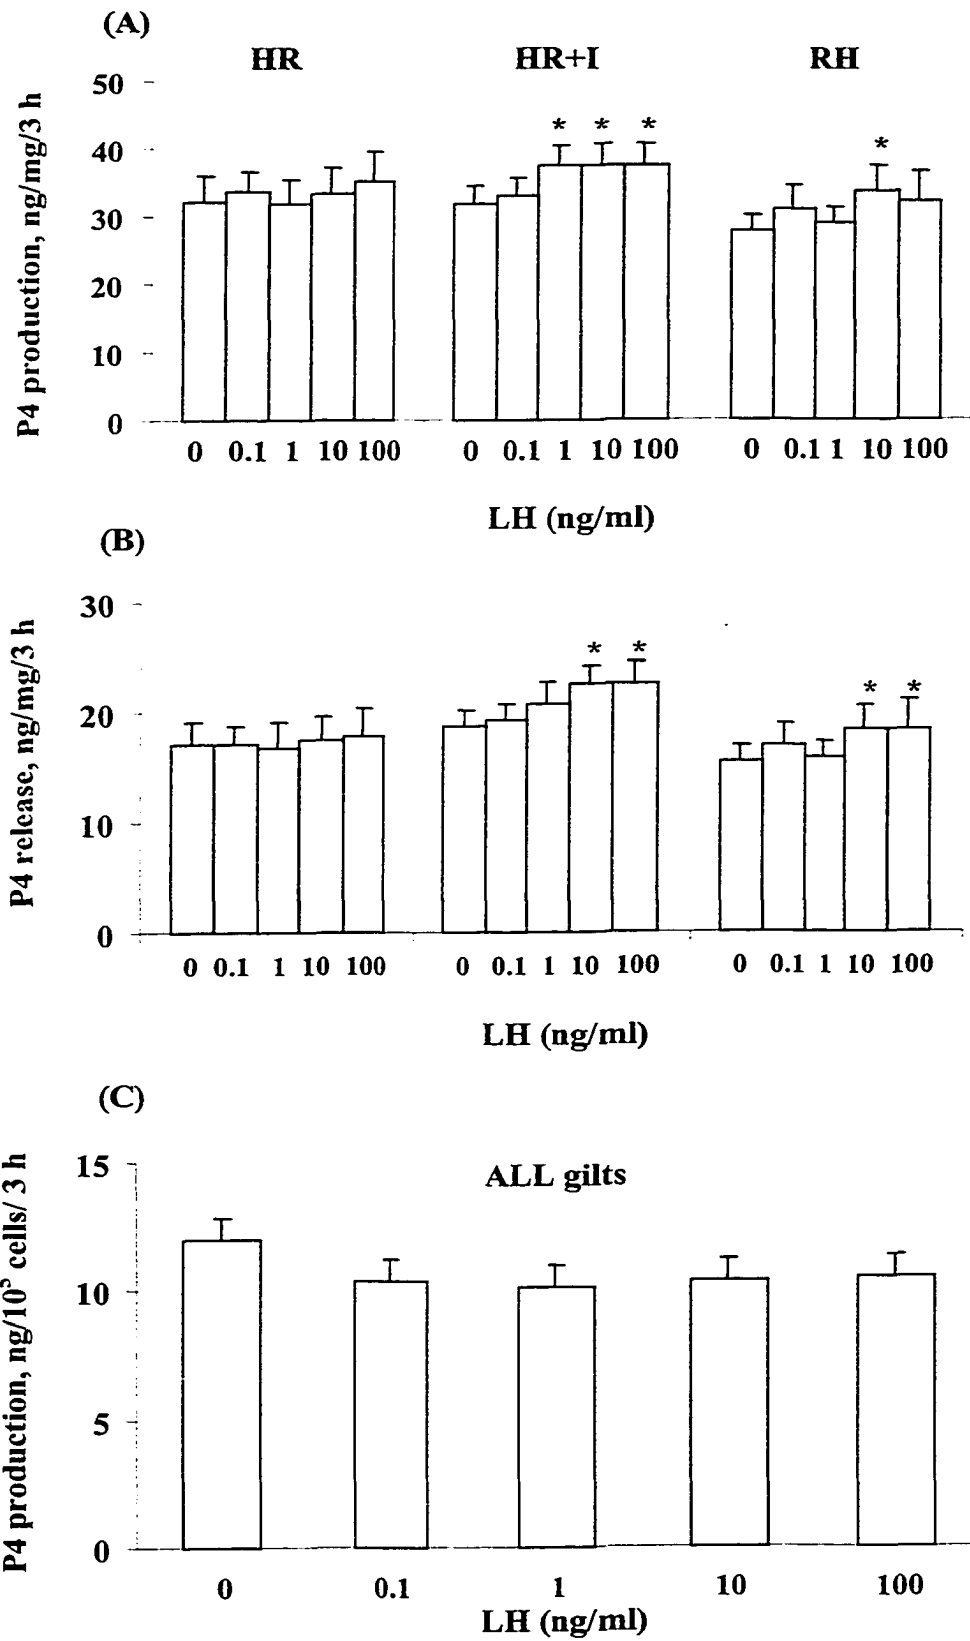 (A)
HR HR+I RH
P4 production, ng/mg/3 h
50
40
30
20
10
0
* * * *
0 0.1 1 10 100 0 0.1 1 10 100 0 0.1 1 10 100
LH (ng/ml)
(B)
P4 release, ng/mg/3 h
30
20
10
0
* * * *
0 0.1 1 10 100 0 0.1 1 10 100 0 0.1 1 10 100
LH (ng/ml)
(C)
ALL gilts
P4 production, ng/10⁵ cells/ 3 h
15
10
5
0
0 0.1 1 10 100
LH (ng/ml)